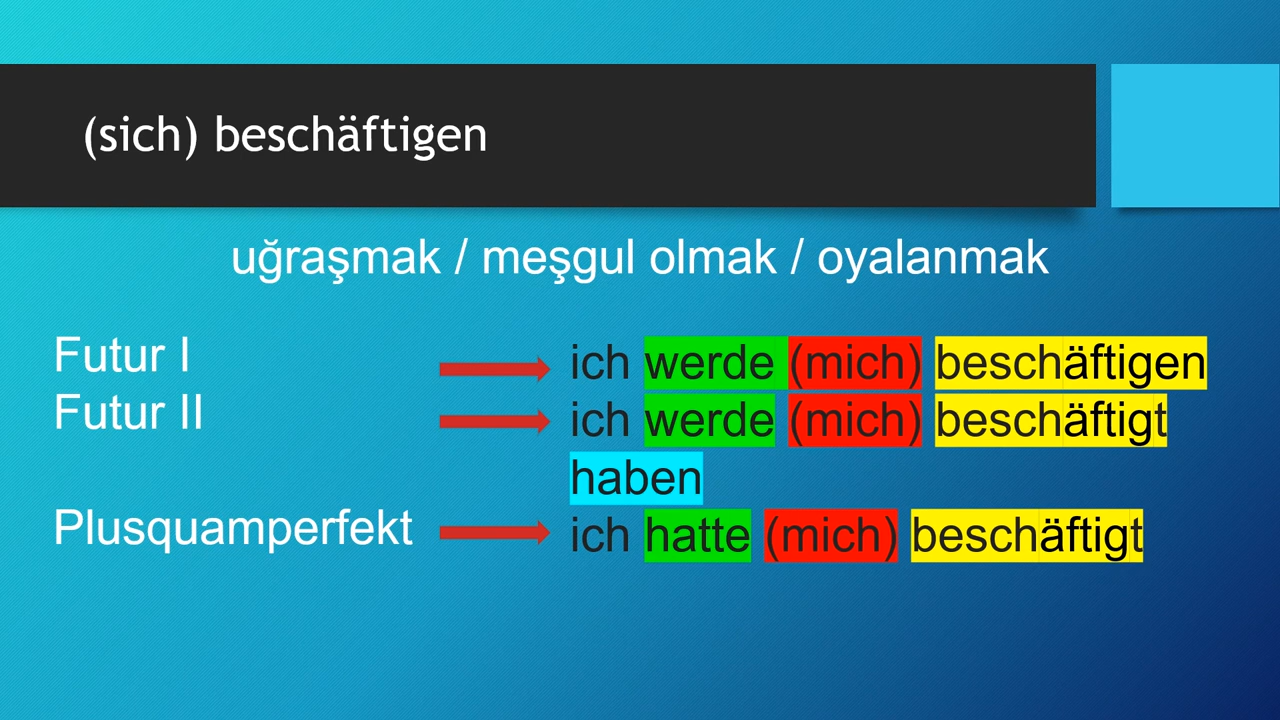 (sich) beschäftigen
uğraşmak / meşgul olmak / oyalanmak
Futur I ich werde (mich) beschäftigen
Futur II ich werde (mich) beschäftigt
haben
Plusquamperfekt ich hatte (mich) beschäftigt